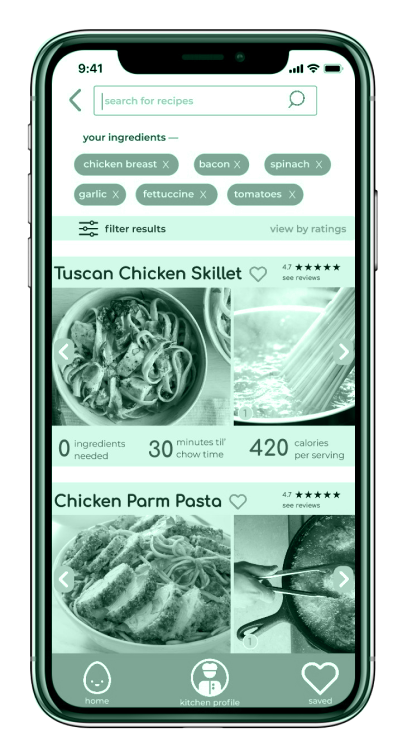 9:41
search for recipes
your ingredients —
chicken breast X bacon X spinach X
garlic X fettuccine X tomatoes X
filter results view by ratings
Tuscan Chicken Skillet 4.7 ★★★★★
see reviews
1
0 ingredients needed 30 minutes til' chow time 420 calories per serving
Chicken Parm Pasta 4.7 ★★★★★
see reviews
1
home kitchen profile saved